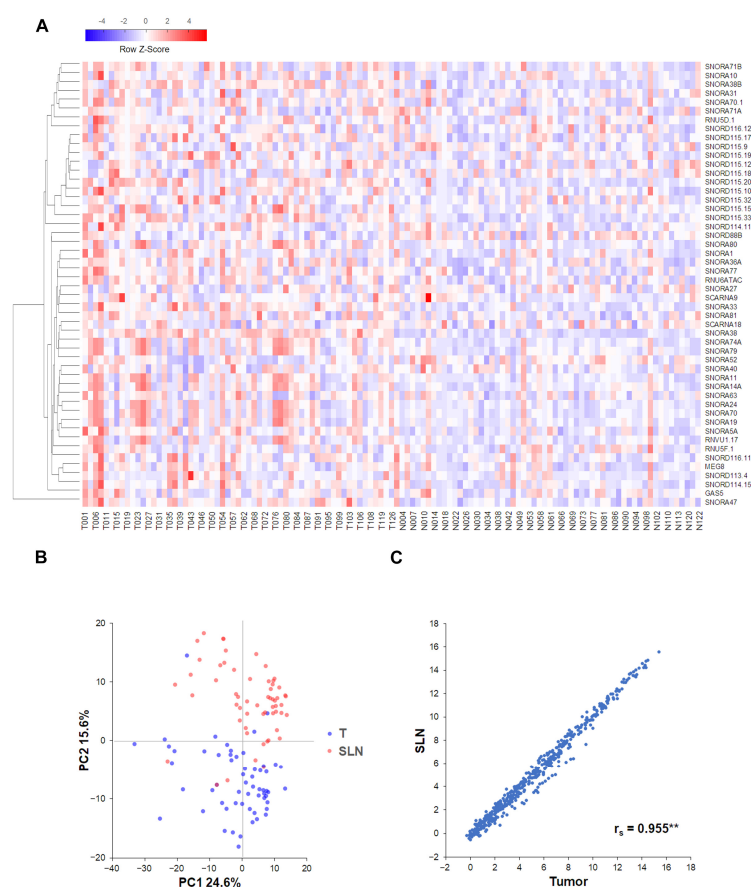 A
-4 -2 0 2 4
Row Z-Score
SNORA71B
SNORA10
SNORA38B
SNORA31
SNORA70.1
SNORA71A
RNU5D.1
SNORD116.12
SNORD115.17
SNORD115.9
SNORD115.19
SNORD115.12
SNORD115.18
SNORD115.20
SNORD115.10
SNORD115.32
SNORD115.15
SNORD115.33
SNORD114.11
SNORD88B
SNORA80
SNORA1
SNORA36A
SNORA77
RNU6ATAC
SNORA27
SCARNA9
SNORA33
SNORA81
SCARNA18
SNORA38
SNORA74A
SNORA79
SNORA52
SNORA40
SNORA11
SNORA14A
SNORA63
SNORA24
SNORA70
SNORA19
SNORA5A
RNVU1.17
RNU5F.1
SNORD116.11
MEG8
SNORD113.4
SNORD114.15
GAS5
SNORA47
T001 T006 T011 T015 T019 T023 T027 T031 T035 T039 T043 T046 T050 T054 T057 T062 T068 T072 T076 T080 T084 T087 T091 T095 T099 T103 T106 T108 T119 T126 N004 N007 N010 N014 N018 N022 N026 N030 N034 N038 N042 N049 N053 N058 N061 N066 N069 N073 N077 N081 N086 N090 N094 N098 N102 N110 N113 N120 N122
B
20
10
0
−10
−20
PC2 15.6%
−40 −30 −20 −10 0 10 20
PC1 24.6%
T
SLN
C
18
16
14
12
10
8
6
4
2
0
−2
SLN
−2 0 2 4 6 8 10 12 14 16 18
Tumor
rs = 0.955**